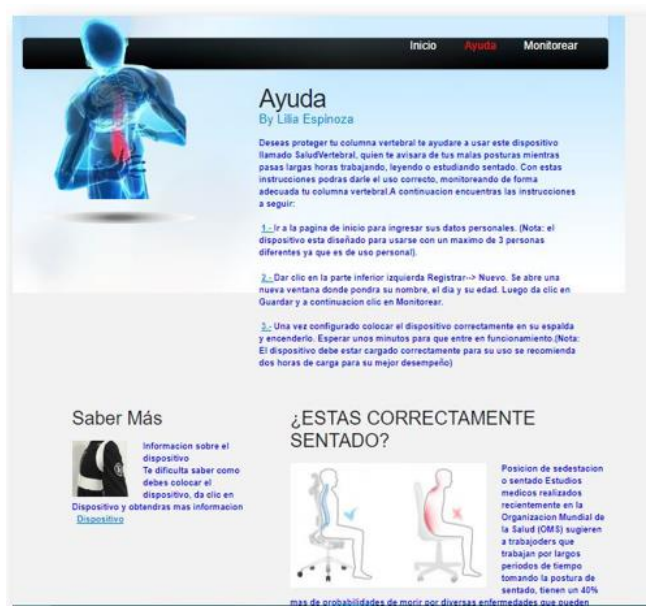 Inicio Ayuda Monitorear
Ayuda
By Lilia Espinoza
Deseas proteger tu columna vertebral te ayudare a usar este dispositivo
llamado SaludVertebral, quien te avisara de tus malas posturas mientras
pasas largas horas trabajando, leyendo o estudiando sentado. Con estas
instrucciones podras darle el uso correcto, monitoreando de forma
adecuada tu columna vertebral.A continuacion encuentras las instrucciones
a seguir:
1.- Ir a la pagina de inicio para ingresar sus datos personales. (Nota: el
dispositivo esta diseñado para usarse con un maximo de 3 personas
diferentes ya que es de uso personal).
2.- Dar clic en la parte inferior izquierda Registrar--> Nuevo. Se abre una
nueva ventana donde pondra su nombre, el dia y su edad. Luego da clic en
Guardar y a continuacion clic en Monitorear.
3.- Una vez configurado colocar el dispositivo correctamente en su espalda
y encenderlo. Esperar unos minutos para que entre en funcionamiento.(Nota:
El dispositivo debe estar cargado correctamente para su uso se recomienda
dos horas de carga para su mejor desempeño)
Saber Más
Informacion sobre el
dispositivo
Te dificulta saber como
debes colocar el
dispositivo, da clic en
Dispositivo y obtendras mas informacion
Dispositivo
¿ESTAS CORRECTAMENTE
SENTADO?
Posicion de sedestacion
o sentado Estudios
medicos realizados
recientemente en la
Organizacion Mundial de
la Salud (OMS) sugieren
a trabajoders que
trabajan por largos
periodos de tiempo
tomando la postura de
sentado, tienen un 40%
mas de probabilidades de morir por diversas enfermedades que pueden